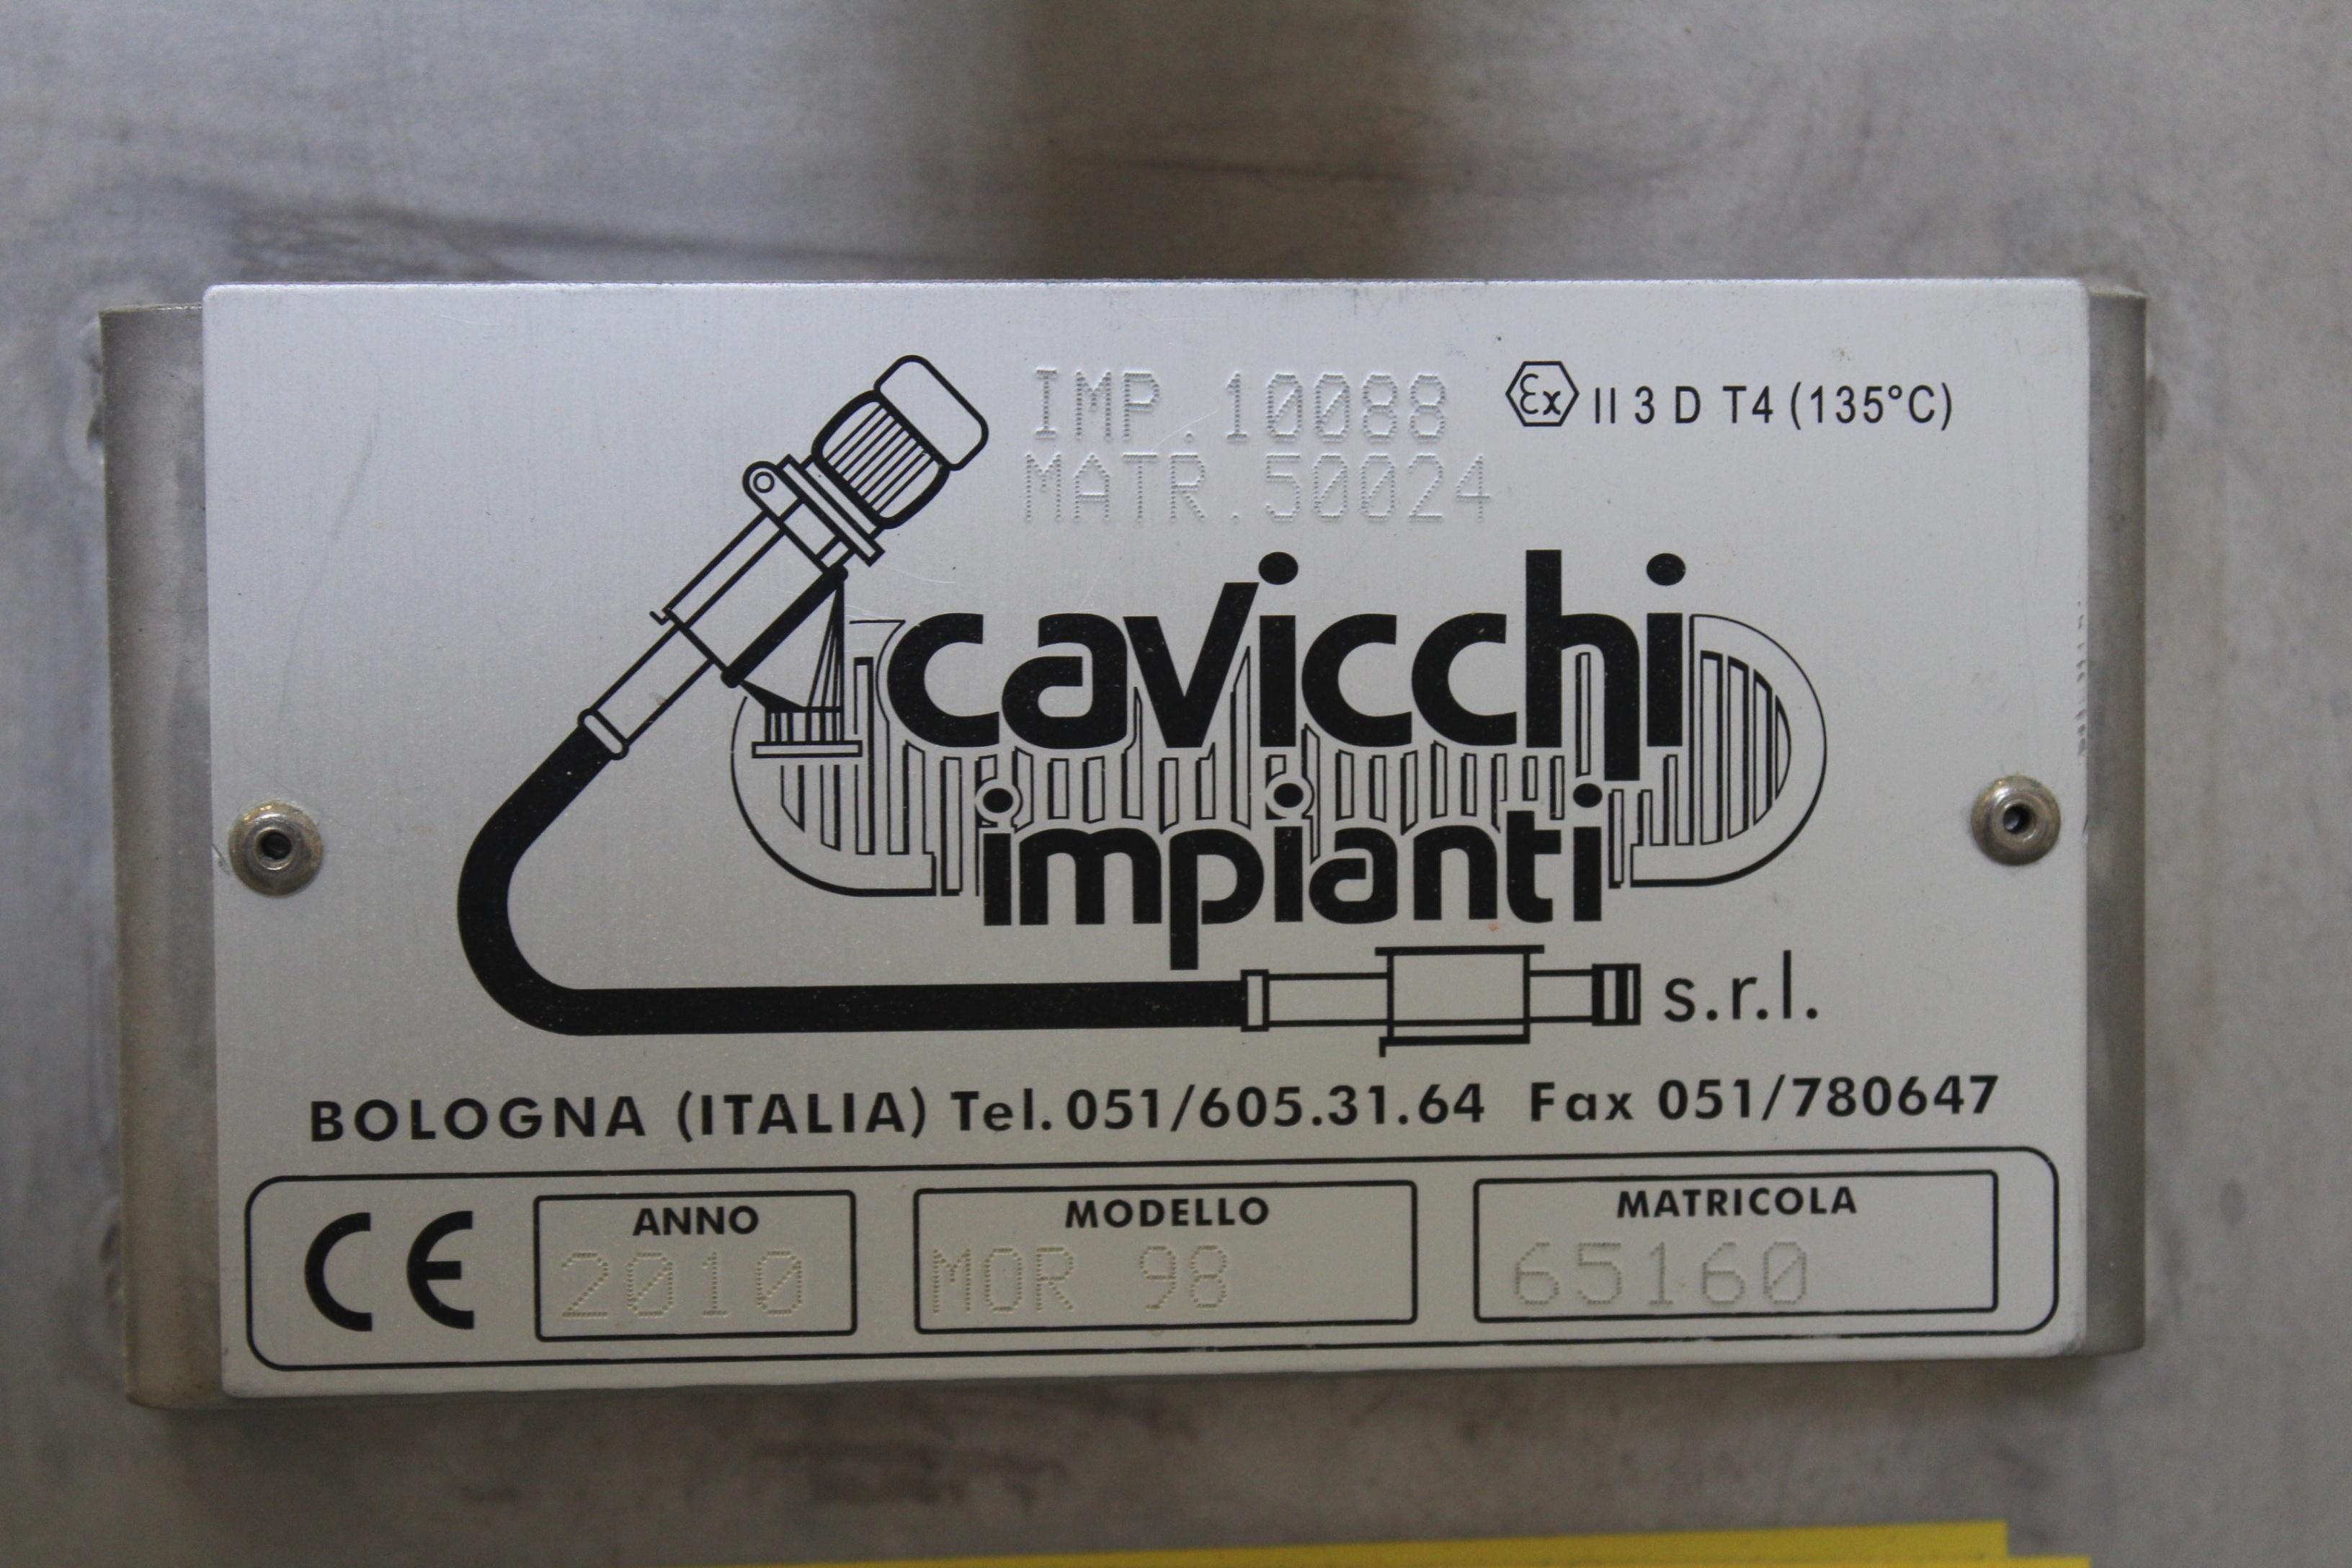 IMP.10088
MATR.50024
Ex II 3 D T4 (135°C)
cavicchi
impianti
s.r.l.
BOLOGNA (ITALIA) Tel. 051/605.31.64 Fax 051/780647
CE
ANNO
2010
MODELLO
MOR 98
MATRICOLA
65160